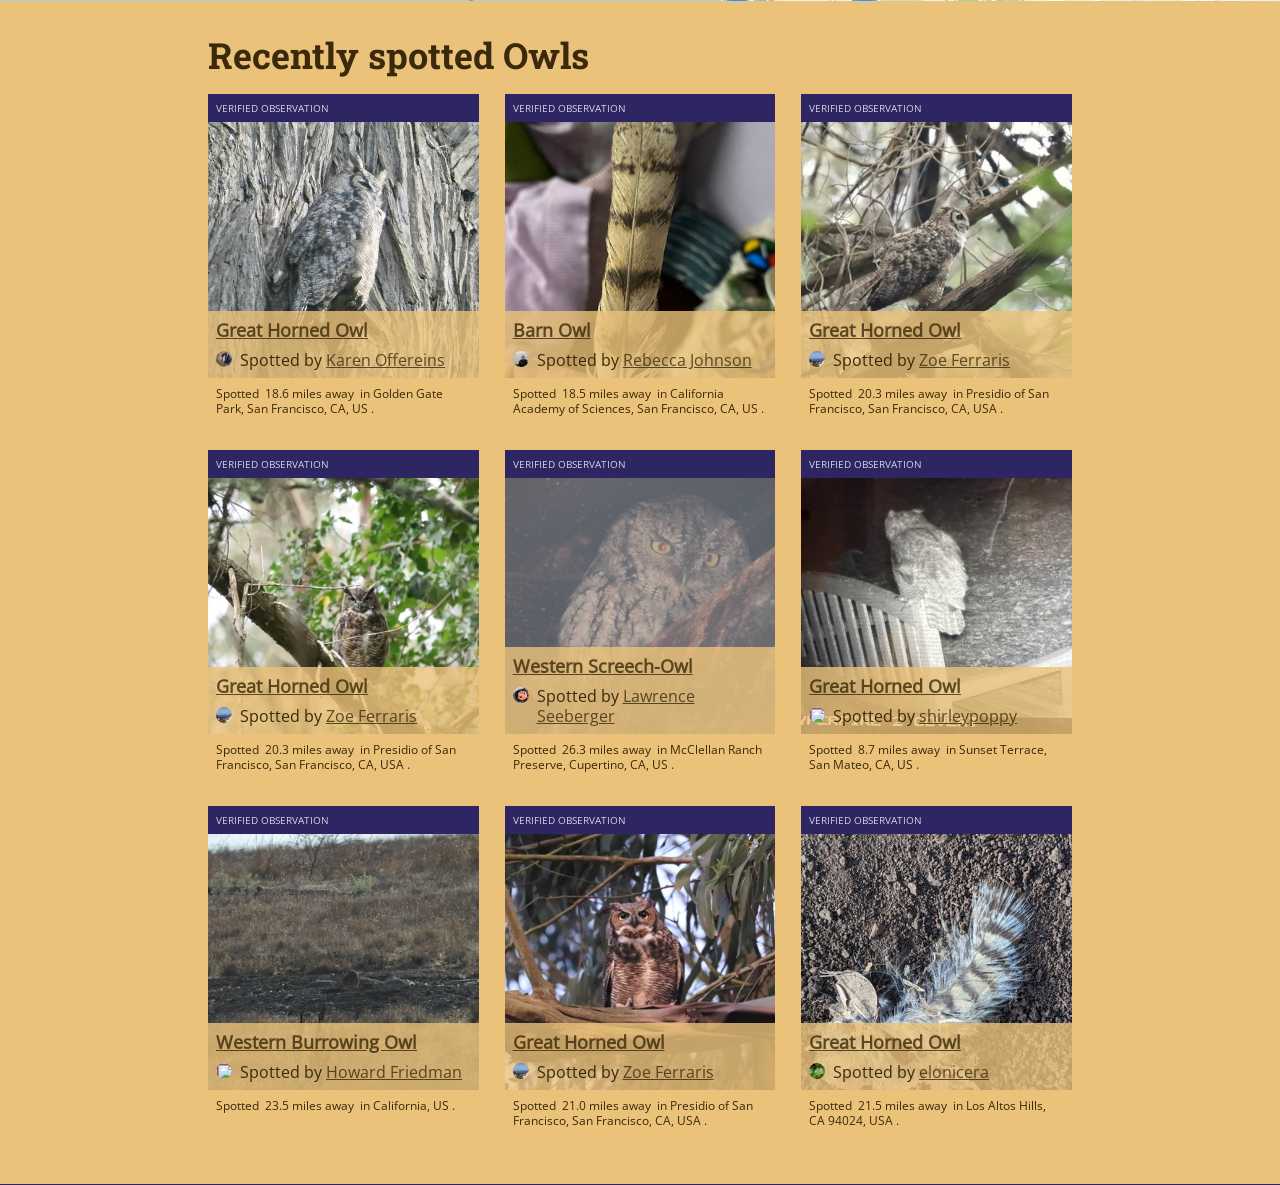 Recently spotted Owls
VERIFIED OBSERVATION
Great Horned Owl
Spotted by Karen Offereins
Spotted 18.6 miles away in Golden Gate
Park, San Francisco, CA, US .
VERIFIED OBSERVATION
Barn Owl
Spotted by Rebecca Johnson
Spotted 18.5 miles away in California
Academy of Sciences, San Francisco, CA, US .
VERIFIED OBSERVATION
Great Horned Owl
Spotted by Zoe Ferraris
Spotted 20.3 miles away in Presidio of San
Francisco, San Francisco, CA, USA .
VERIFIED OBSERVATION
Great Horned Owl
Spotted by Zoe Ferraris
Spotted 20.3 miles away in Presidio of San
Francisco, San Francisco, CA, USA .
VERIFIED OBSERVATION
Western Screech-Owl
Spotted by Lawrence
Seeberger
Spotted 26.3 miles away in McClellan Ranch
Preserve, Cupertino, CA, US .
VERIFIED OBSERVATION
Great Horned Owl
Spotted by shirleypoppy
Spotted 8.7 miles away in Sunset Terrace,
San Mateo, CA, US .
VERIFIED OBSERVATION
Western Burrowing Owl
Spotted by Howard Friedman
Spotted 23.5 miles away in California, US .
VERIFIED OBSERVATION
Great Horned Owl
Spotted by Zoe Ferraris
Spotted 21.0 miles away in Presidio of San
Francisco, San Francisco, CA, USA .
VERIFIED OBSERVATION
Great Horned Owl
Spotted by elonicera
Spotted 21.5 miles away in Los Altos Hills,
CA 94024, USA .